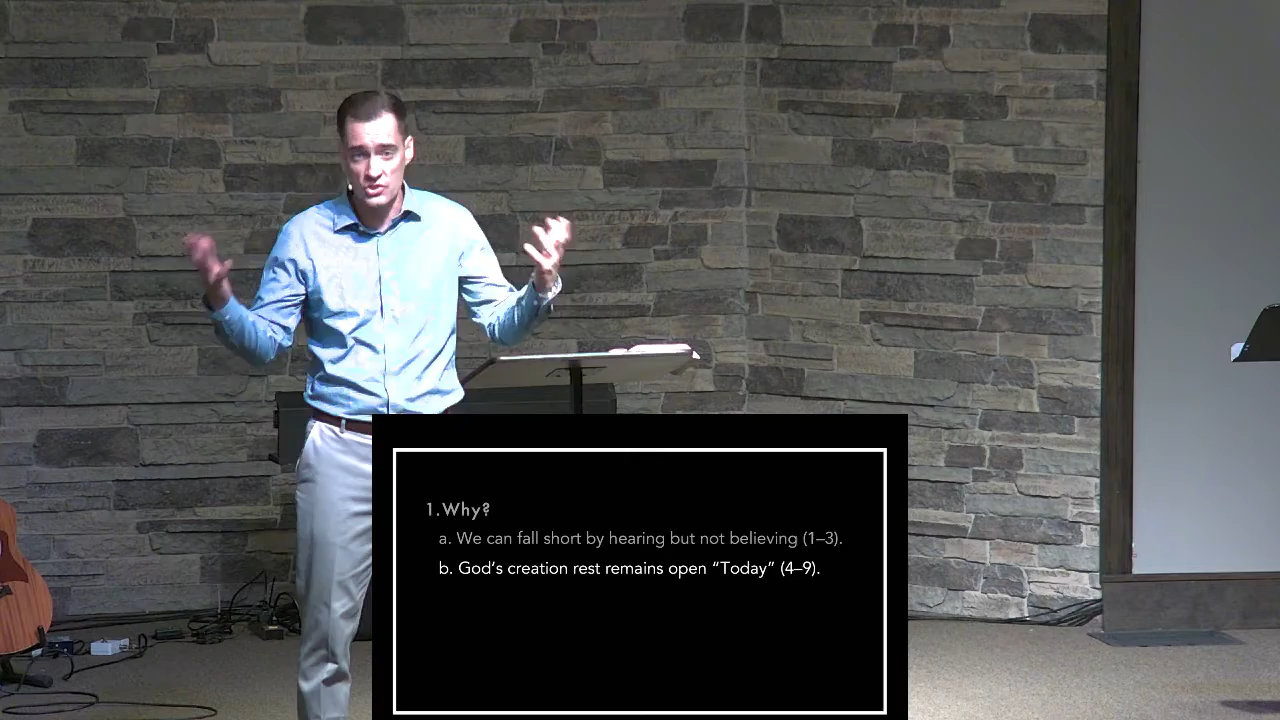 1.Why?
a. We can fall short by hearing but not believing (1–3).
b. God’s creation rest remains open “Today” (4–9).